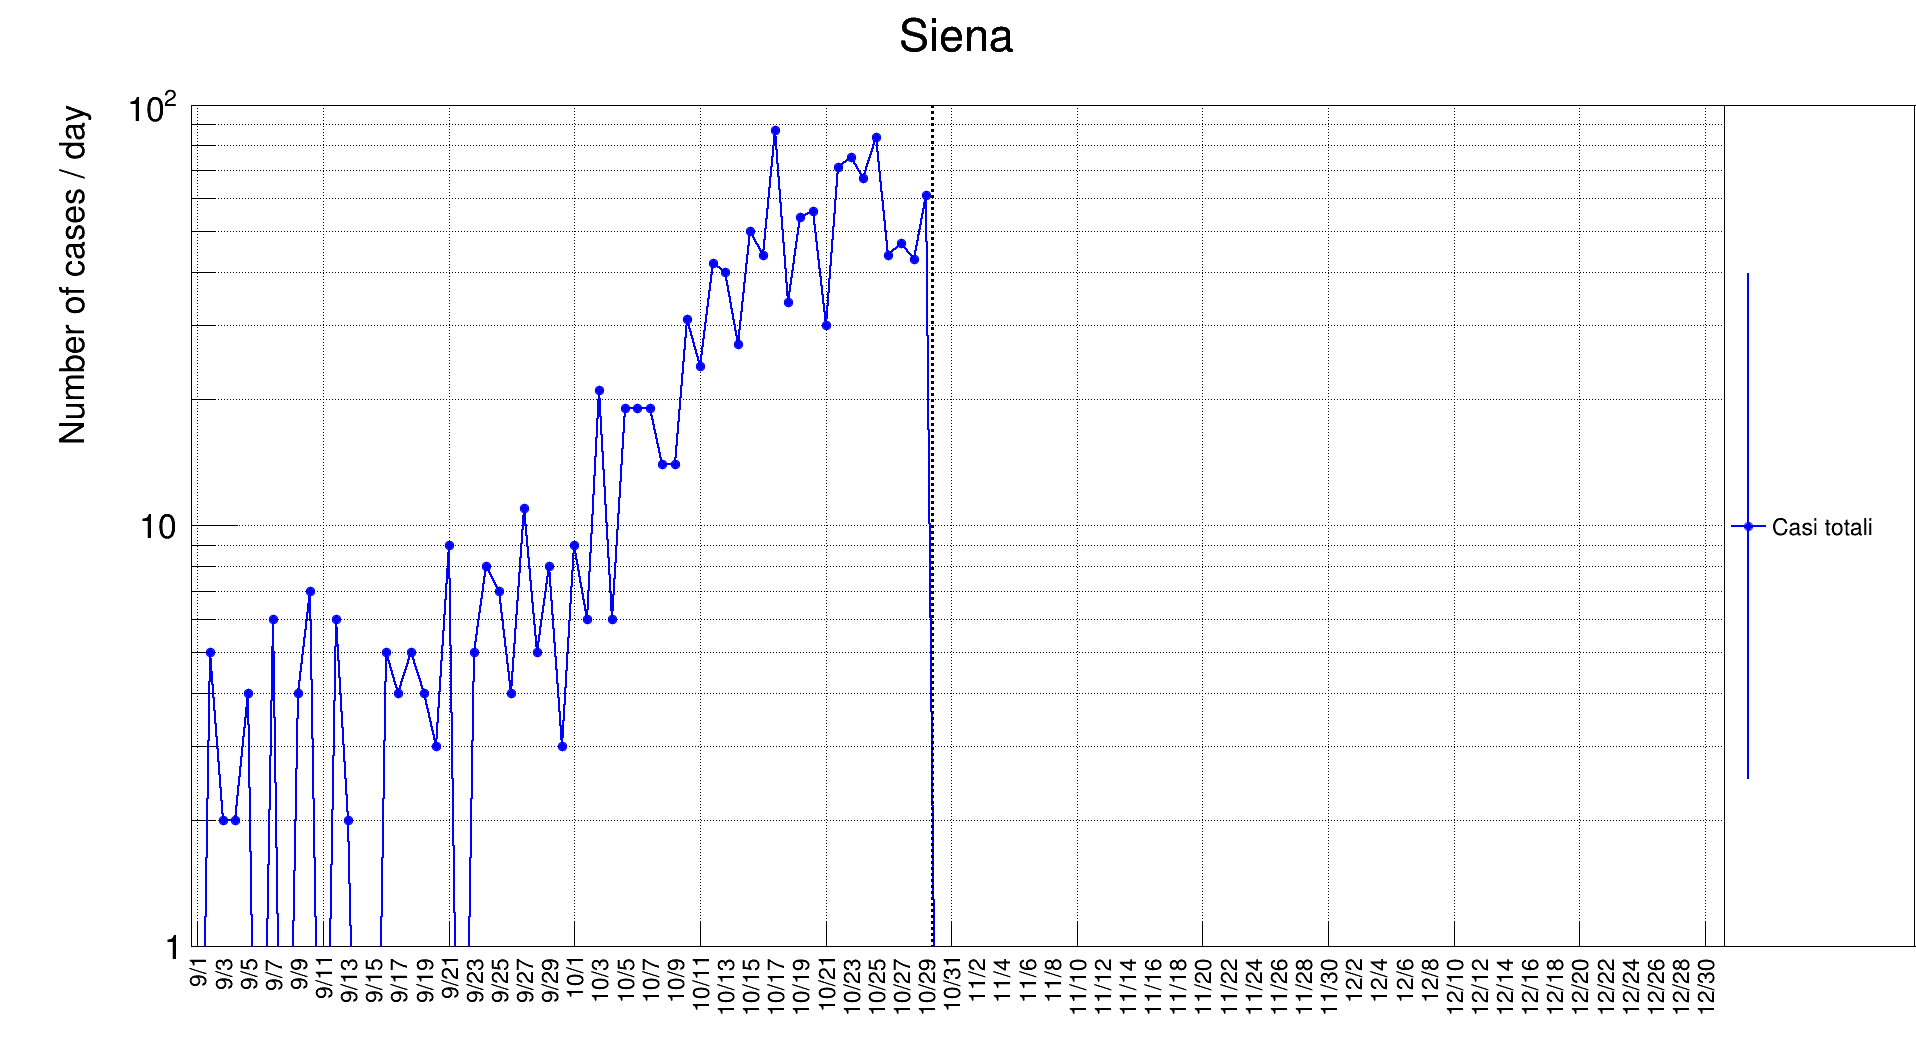 Siena
Number of cases / day
10²
10
1
9/1 9/3 9/5 9/7 9/9 9/11 9/13 9/15 9/17 9/19 9/21 9/23 9/25 9/27 9/29 10/1 10/3 10/5 10/7 10/9 10/11 10/13 10/15 10/17 10/19 10/21 10/23 10/25 10/27 10/29 10/31 11/2 11/4 11/6 11/8 11/10 11/12 11/14 11/16 11/18 11/20 11/22 11/24 11/26 11/28 11/30 12/2 12/4 12/6 12/8 12/10 12/12 12/14 12/16 12/18 12/20 12/22 12/24 12/26 12/28 12/30
Casi totali